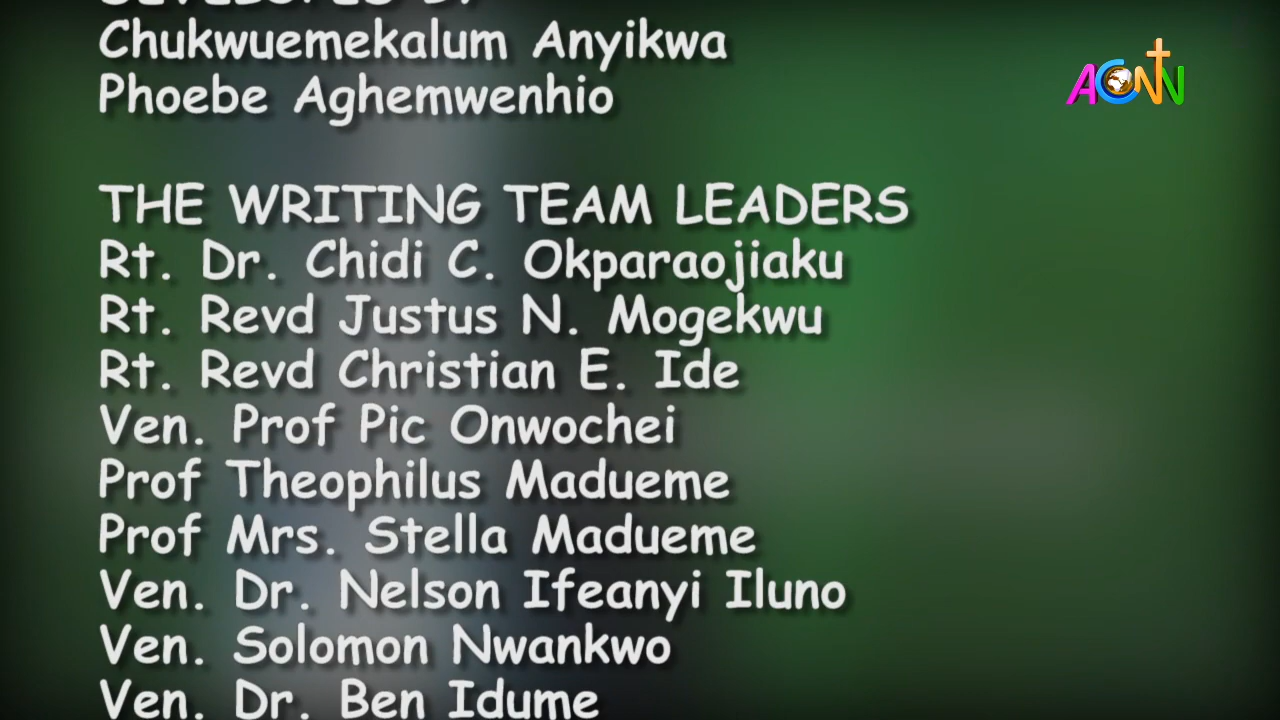 DEVELOPED BY
Chukwuemekalum Anyikwa
Phoebe Aghemwenhio
ACNN
THE WRITING TEAM LEADERS
Rt. Dr. Chidi C. Okparaojiaku
Rt. Revd Justus N. Mogekwu
Rt. Revd Christian E. Ide
Ven. Prof Pic Onwochei
Prof Theophilus Madueme
Prof Mrs. Stella Madueme
Ven. Dr. Nelson Ifeanyi Iluno
Ven. Solomon Nwankwo
Ven. Dr. Ben Idume